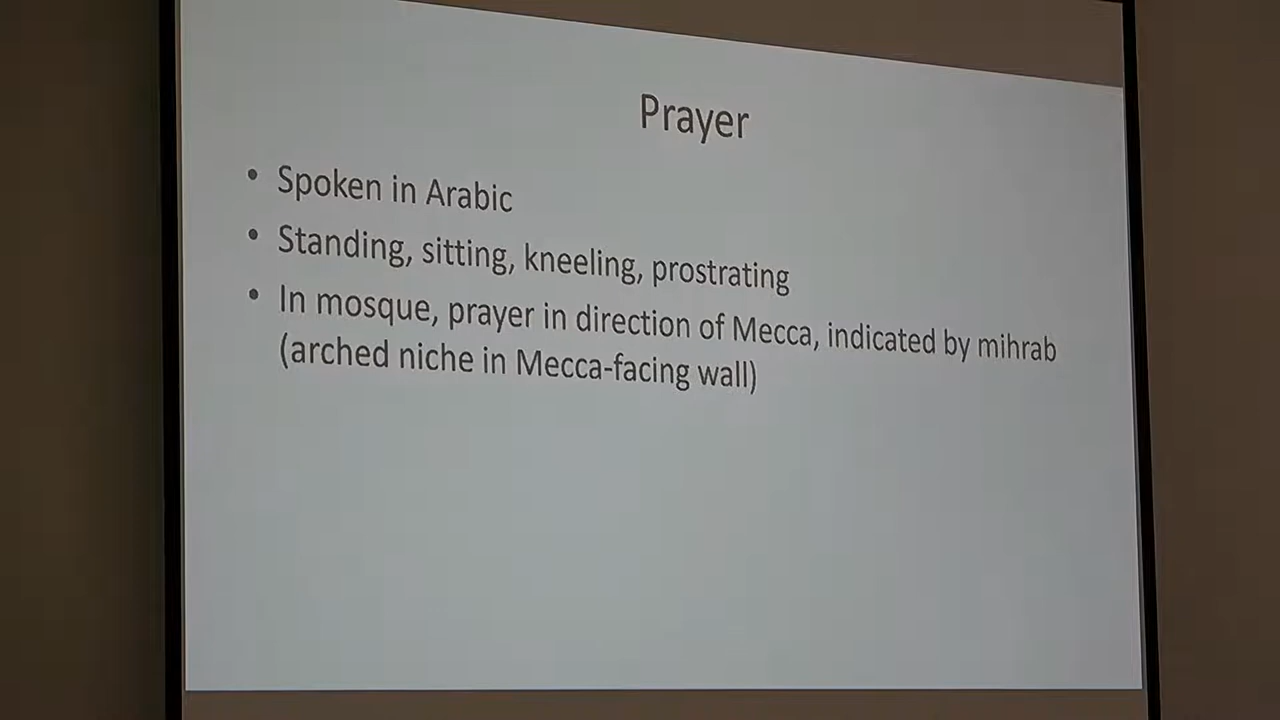 Prayer
• Spoken in Arabic
• Standing, sitting, kneeling, prostrating
• In mosque, prayer in direction of Mecca, indicated by mihrab
(arched niche in Mecca-facing wall)